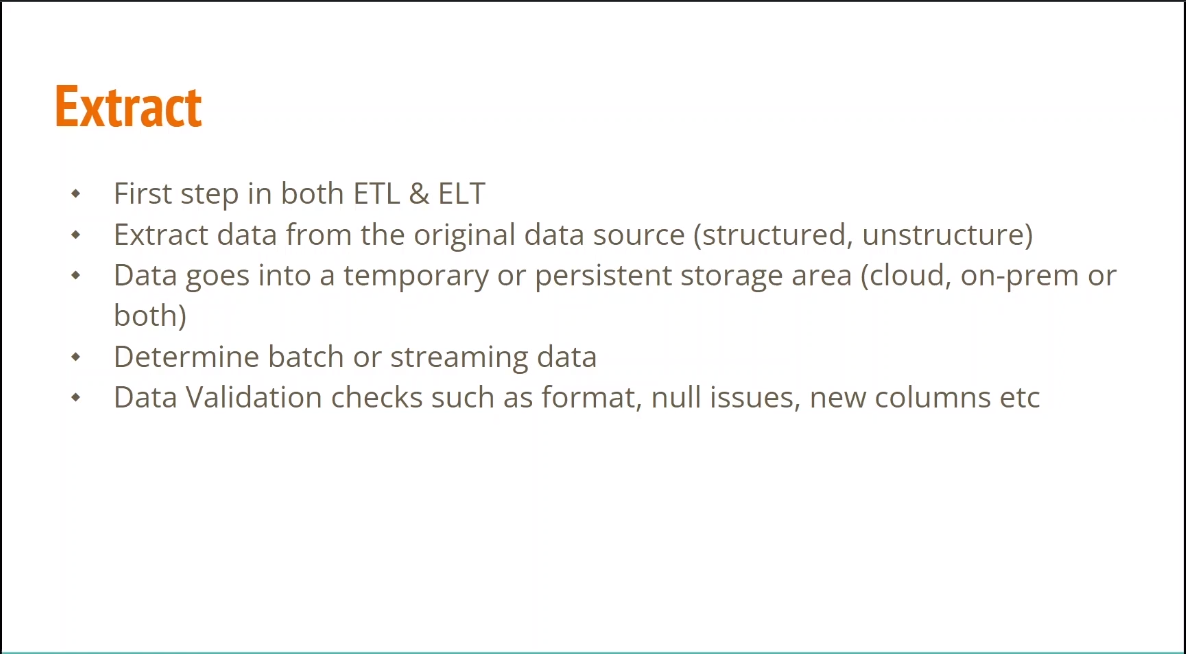 Extract
First step in both ETL & ELT
Extract data from the original data source (structured, unstructure)
Data goes into a temporary or persistent storage area (cloud, on-prem or
both)
Determine batch or streaming data
Data Validation checks such as format, null issues, new columns etc